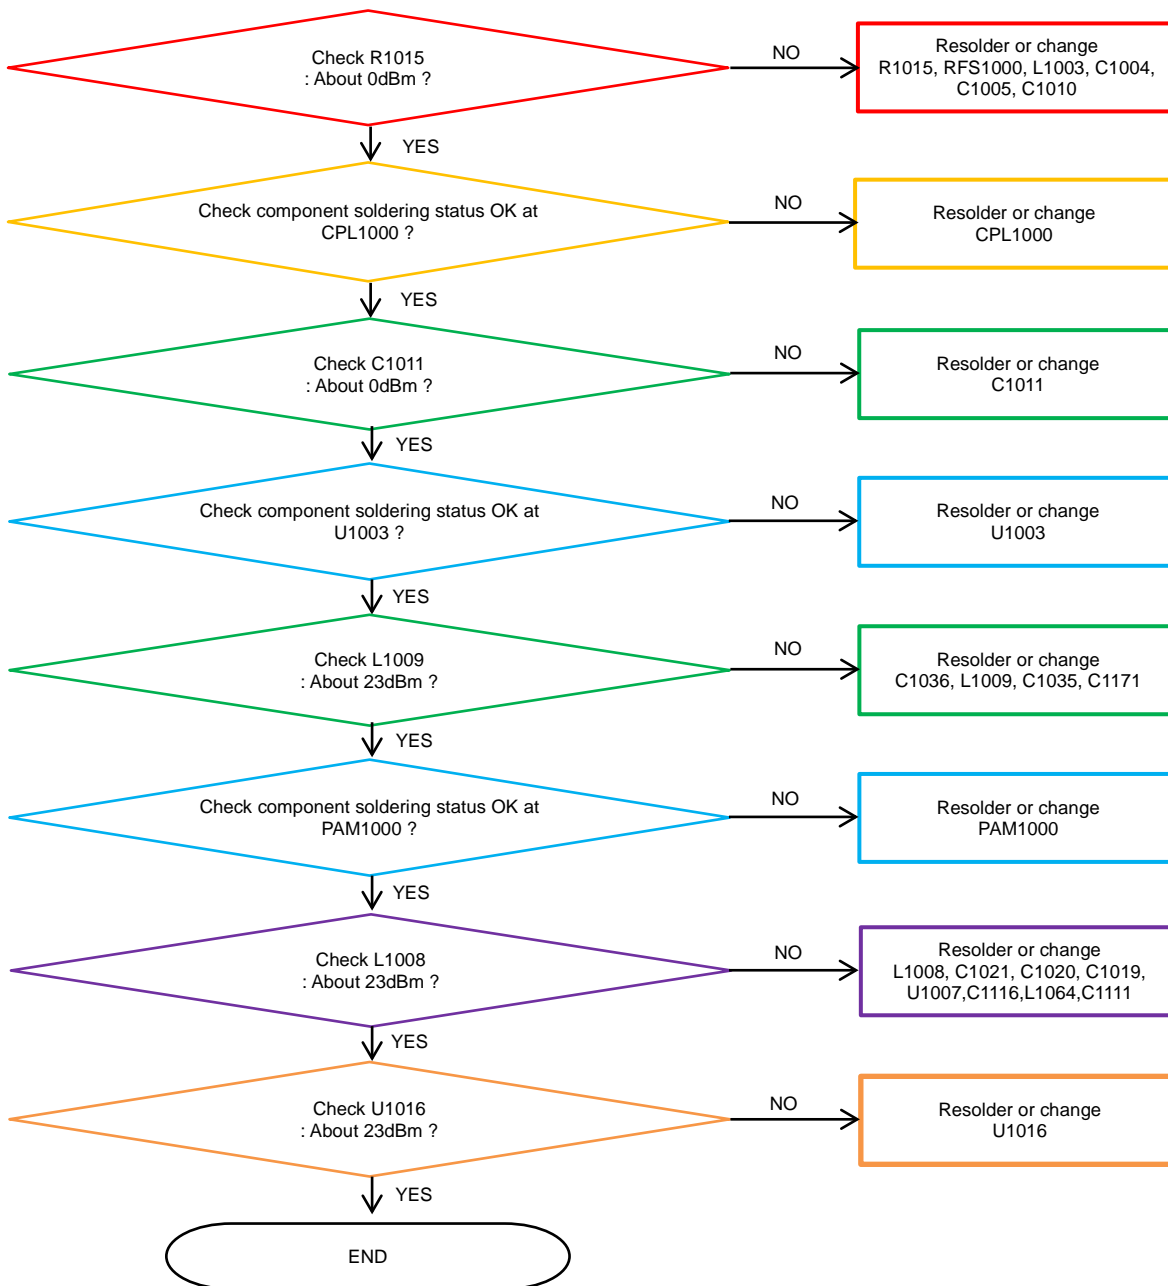 Check R1015
: About 0dBm ?
NO
Resolder or change
R1015, RFS1000, L1003, C1004,
C1005, C1010
YES
Check component soldering status OK at
CPL1000 ?
NO
Resolder or change
CPL1000
YES
Check C1011
: About 0dBm ?
NO
Resolder or change
C1011
YES
Check component soldering status OK at
U1003 ?
NO
Resolder or change
U1003
YES
Check L1009
: About 23dBm ?
NO
Resolder or change
C1036, L1009, C1035, C1171
YES
Check component soldering status OK at
PAM1000 ?
NO
Resolder or change
PAM1000
YES
Check L1008
: About 23dBm ?
NO
Resolder or change
L1008, C1021, C1020, C1019,
U1007,C1116,L1064,C1111
YES
Check U1016
: About 23dBm ?
NO
Resolder or change
U1016
YES
END